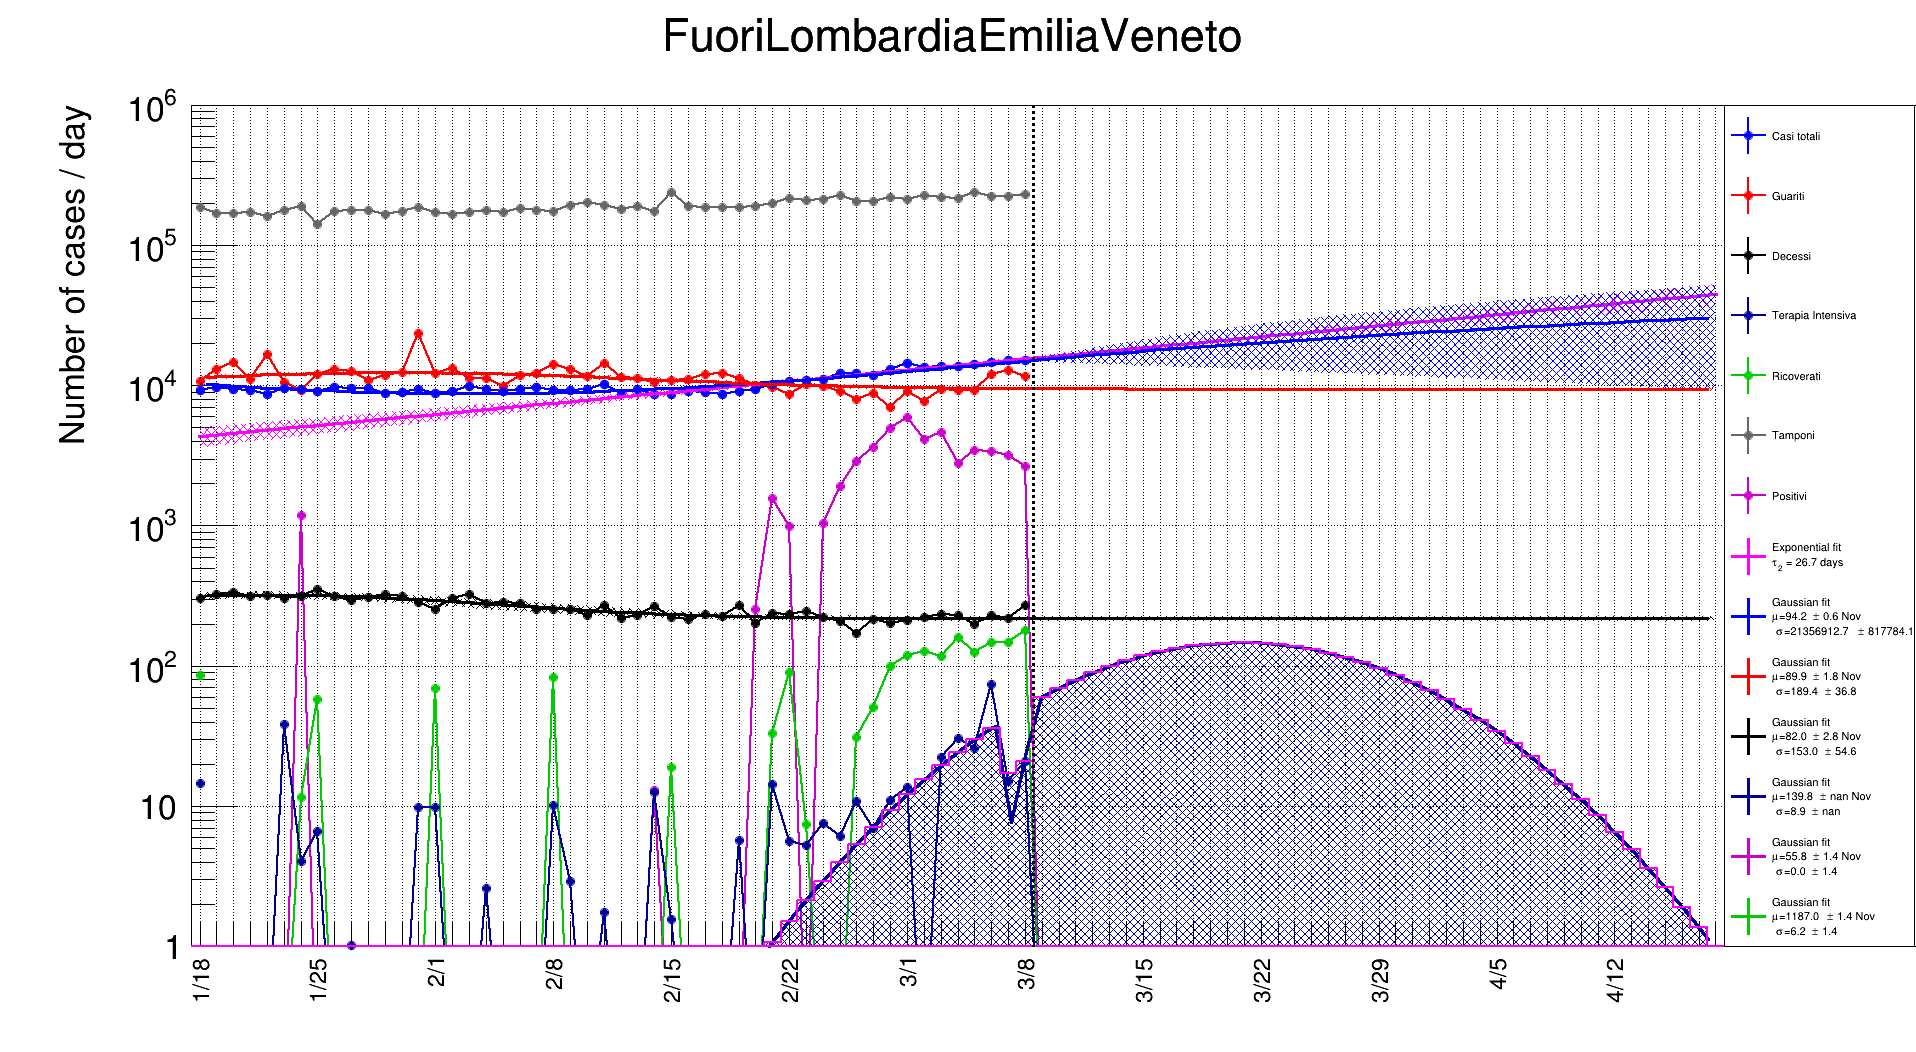 FuoriLombardiaEmiliaVeneto
Number of cases / day
10^6
10^5
10^4
10^3
10^2
10
1
1/18
1/25
2/1
2/8
2/15
2/22
3/1
3/8
3/15
3/22
3/29
4/5
4/12
Casi totali
Guariti
Decessi
Terapia Intensiva
Ricoverati
Tamponi
Positivi
Exponential fit
τ_2 = 26.7 days
Gaussian fit
μ=94.2 ± 0.6 Nov
σ=21356912.7 ± 817784.1
Gaussian fit
μ=89.9 ± 1.8 Nov
σ=189.4 ± 36.8
Gaussian fit
μ=82.0 ± 2.8 Nov
σ=153.0 ± 54.6
Gaussian fit
μ=139.8 ± nan Nov
σ=8.9 ± nan
Gaussian fit
μ=55.8 ± 1.4 Nov
σ=0.0 ± 1.4
Gaussian fit
μ=1187.0 ± 1.4 Nov
σ=6.2 ± 1.4